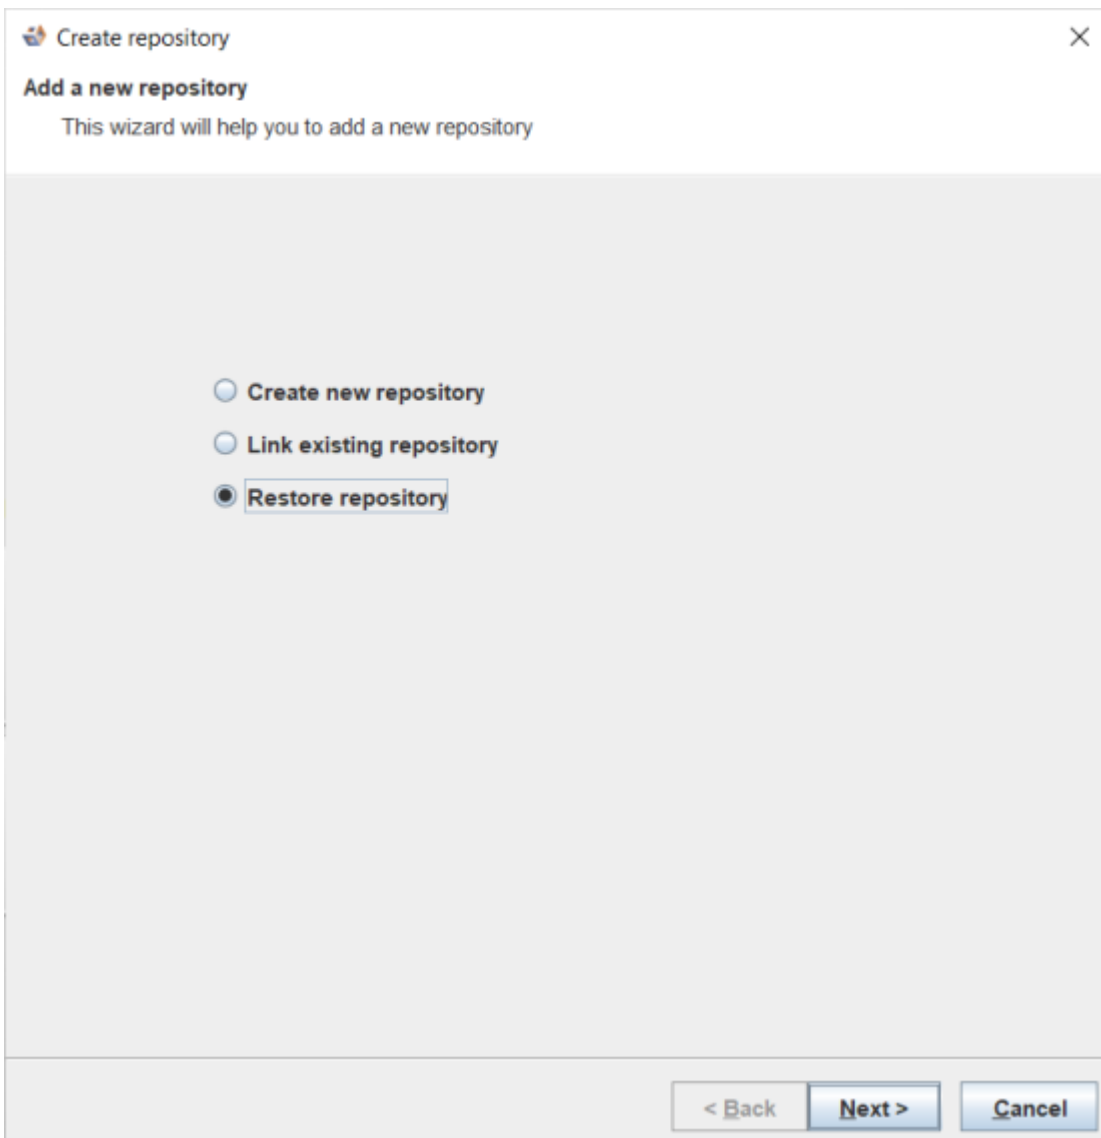 Create repository
Add a new repository
This wizard will help you to add a new repository
Create new repository
Link existing repository
Restore repository
< Back Next > Cancel